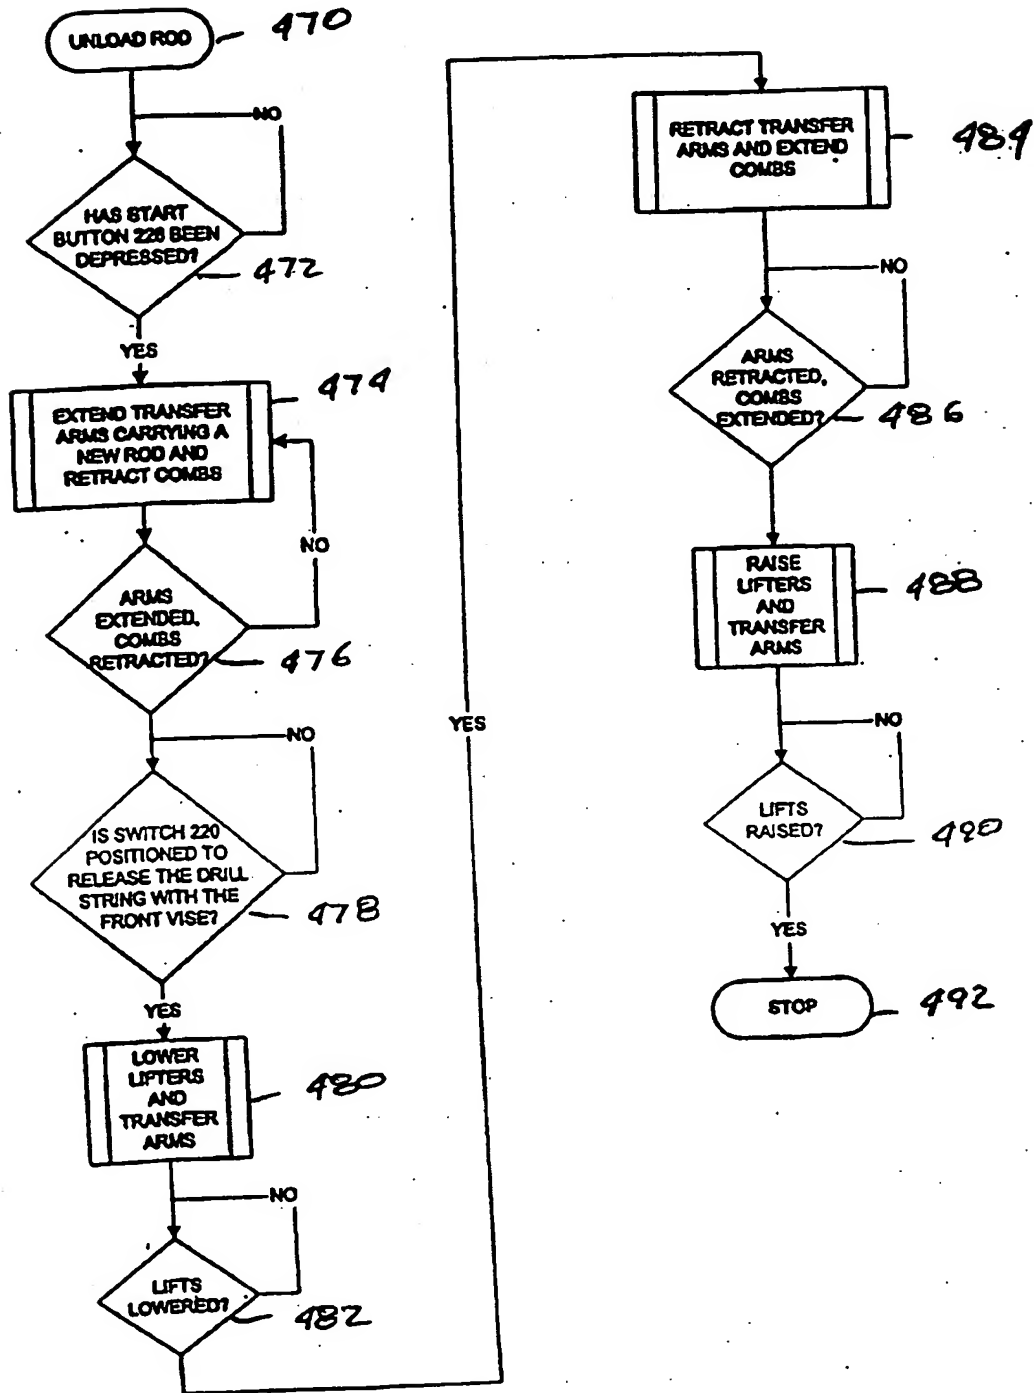 UNLOAD ROD
470
NO
HAS START
BUTTON 226 BEEN
DEPRESSED?
472
YES
474
EXTEND TRANSFER
ARMS CARRYING A
NEW ROD AND
RETRACT COMBS
NO
ARMS
EXTENDED,
COMBS
RETRACTED?
476
NO
IS SWITCH 220
POSITIONED TO
RELEASE THE DRILL
STRING WITH THE
FRONT VISE?
478
YES
LOWER
LIFTERS
AND
TRANSFER
ARMS
480
NO
LIFTS
LOWERED?
482
YES
RETRACT TRANSFER
ARMS AND EXTEND
COMBS
484
NO
ARMS
RETRACTED,
COMBS
EXTENDED?
486
RAISE
LIFTERS
AND
TRANSFER
ARMS
488
NO
LIFTS
RAISED?
490
YES
STOP
492